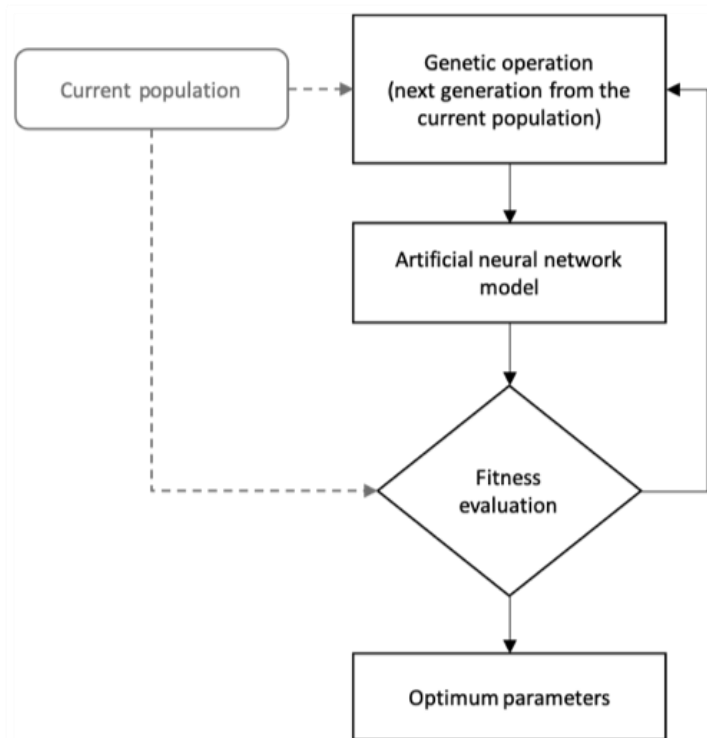 Current population
Genetic operation
(next generation from the
current population)
Artificial neural network
model
Fitness
evaluation
Optimum parameters